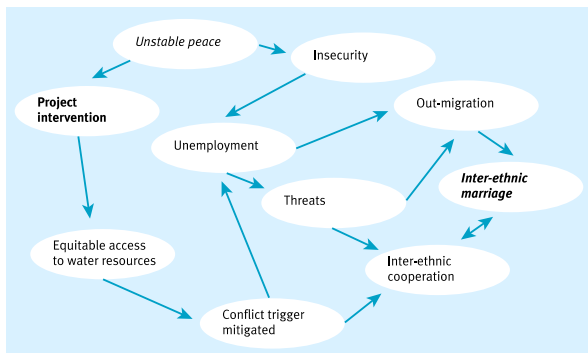 Unstable peace
Insecurity
Project
intervention
Out-migration
Unemployment
Inter-ethnic
marriage
Threats
Equitable access
to water resources
Inter-ethnic
cooperation
Conflict trigger
mitigated